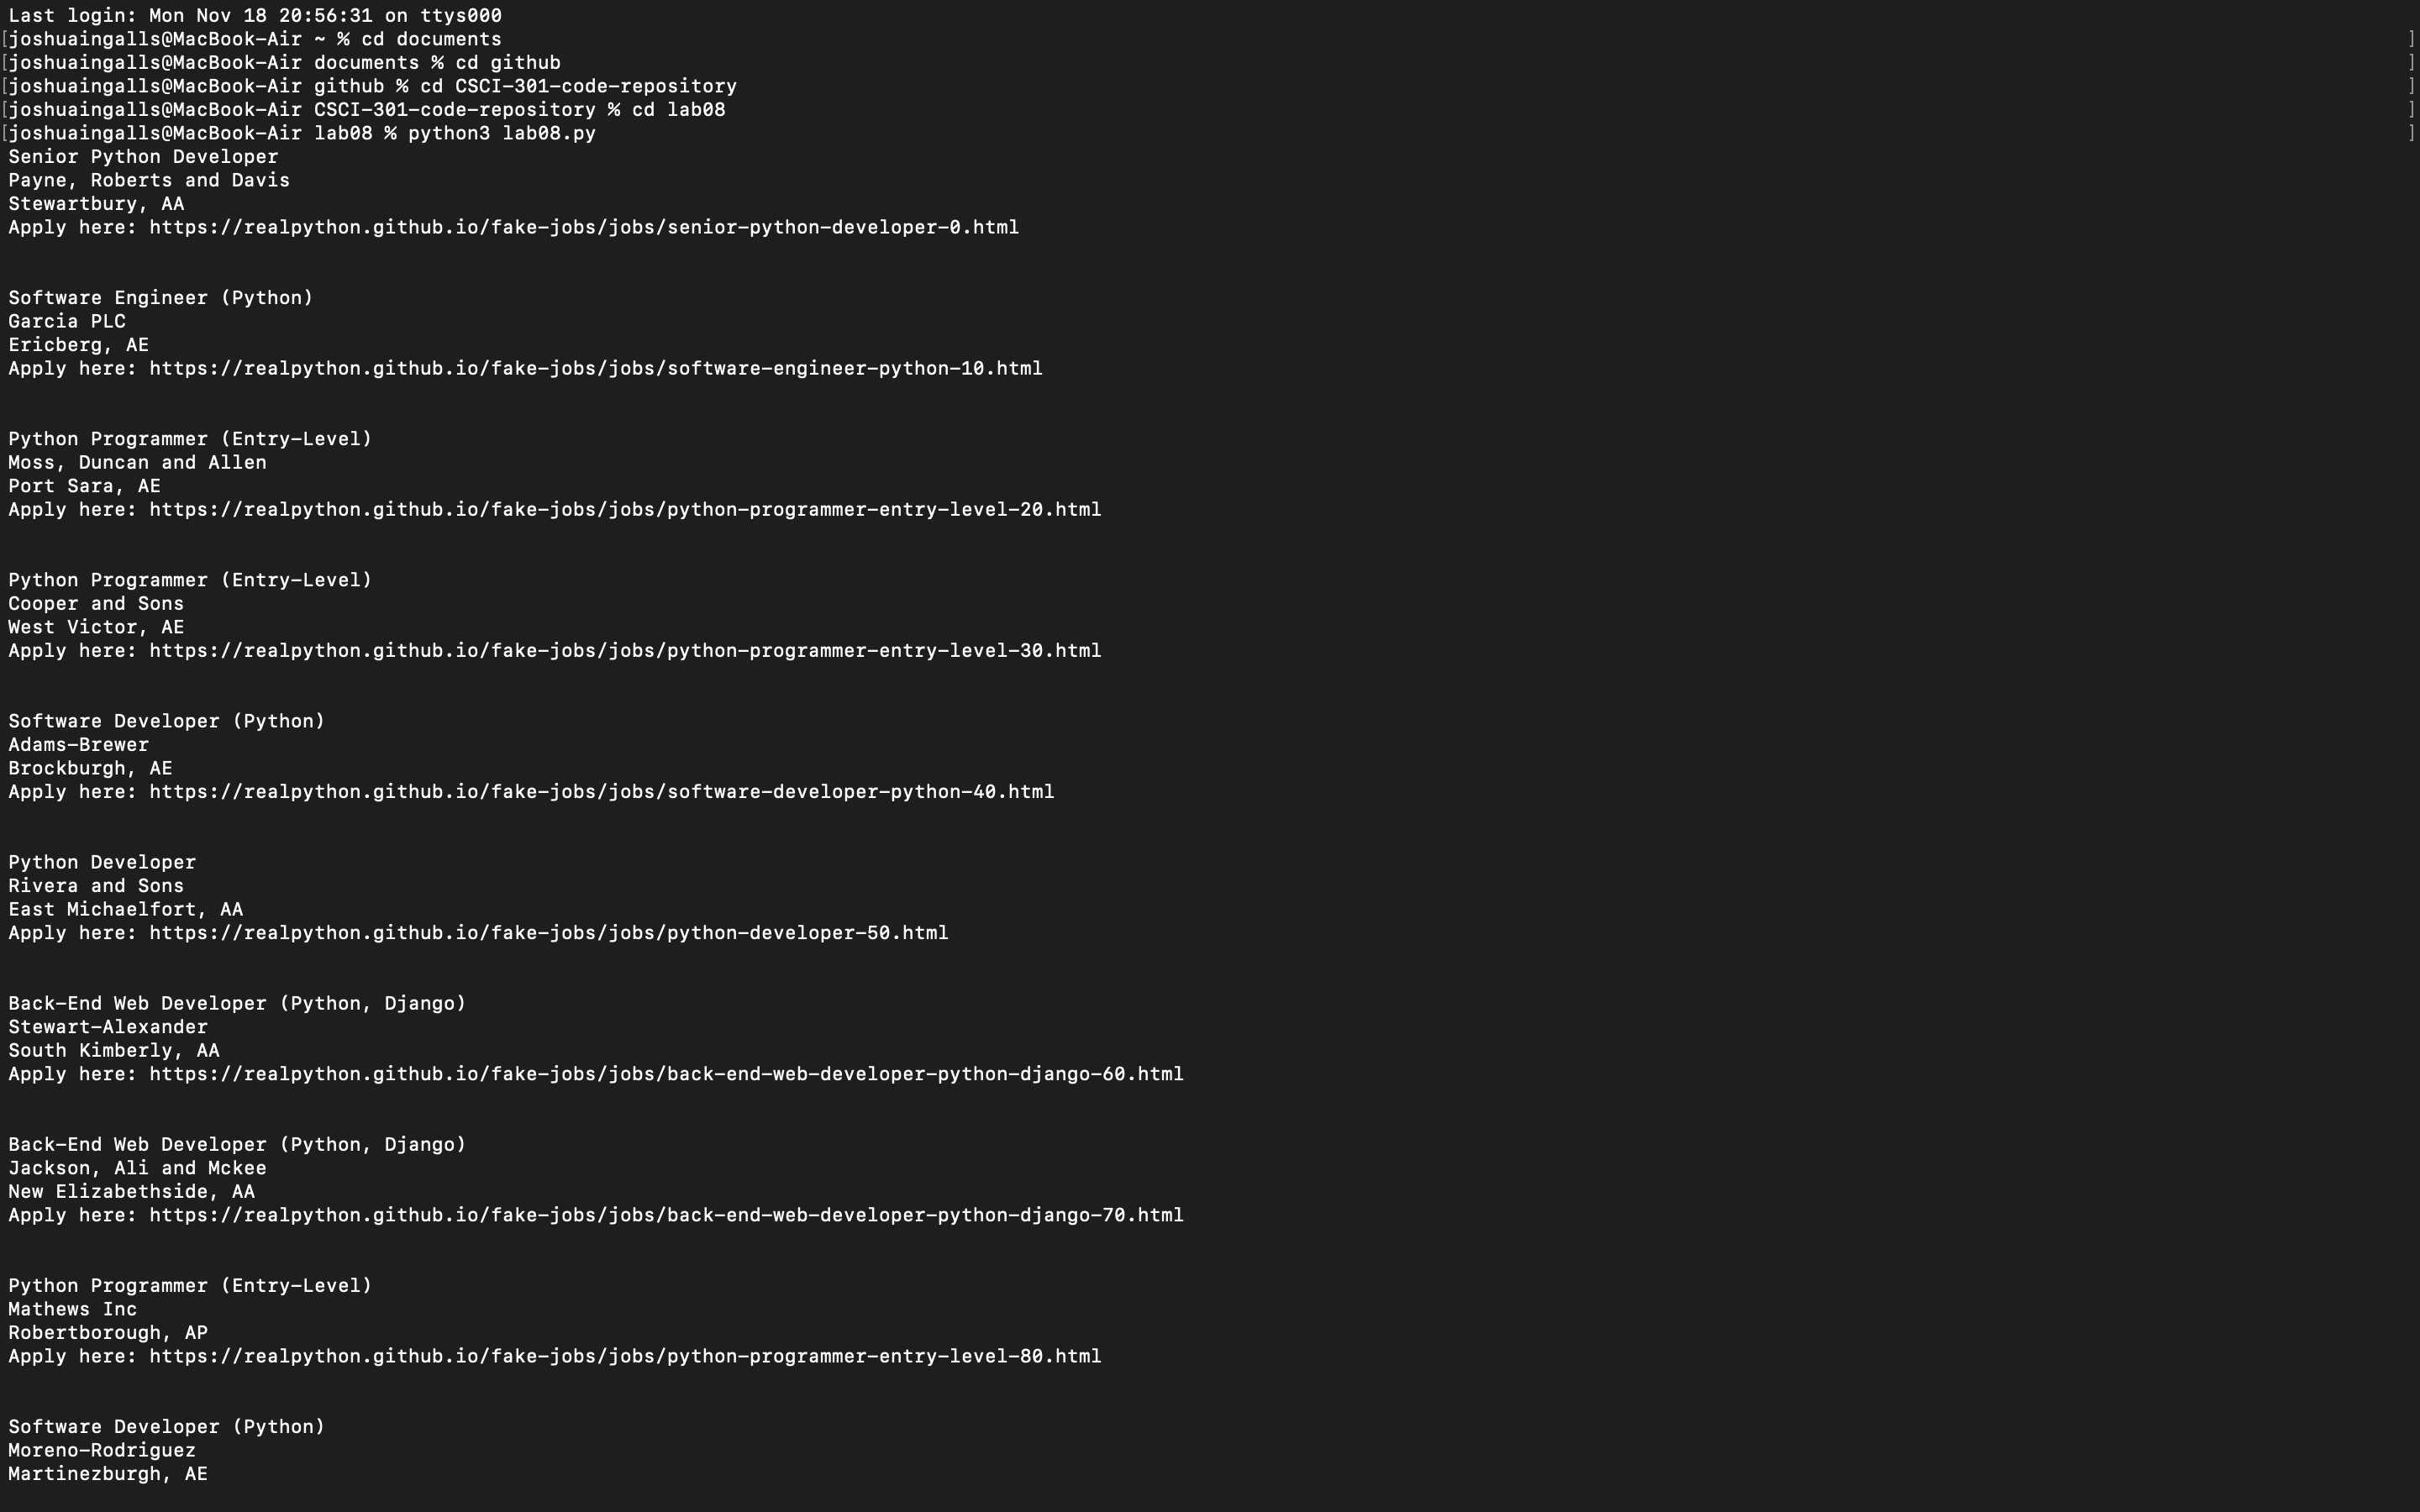 Last login: Mon Nov 18 20:56:31 on ttys000
[joshuaingalls@MacBook-Air ~ % cd documents ]
[joshuaingalls@MacBook-Air documents % cd github ]
[joshuaingalls@MacBook-Air github % cd CSCI-301-code-repository ]
[joshuaingalls@MacBook-Air CSCI-301-code-repository % cd lab08 ]
[joshuaingalls@MacBook-Air lab08 % python3 lab08.py ]
Senior Python Developer
Payne, Roberts and Davis
Stewartbury, AA
Apply here: https://realpython.github.io/fake-jobs/jobs/senior-python-developer-0.html
Software Engineer (Python)
Garcia PLC
Ericberg, AE
Apply here: https://realpython.github.io/fake-jobs/jobs/software-engineer-python-10.html
Python Programmer (Entry-Level)
Moss, Duncan and Allen
Port Sara, AE
Apply here: https://realpython.github.io/fake-jobs/jobs/python-programmer-entry-level-20.html
Python Programmer (Entry-Level)
Cooper and Sons
West Victor, AE
Apply here: https://realpython.github.io/fake-jobs/jobs/python-programmer-entry-level-30.html
Software Developer (Python)
Adams-Brewer
Brockburgh, AE
Apply here: https://realpython.github.io/fake-jobs/jobs/software-developer-python-40.html
Python Developer
Rivera and Sons
East Michaelfort, AA
Apply here: https://realpython.github.io/fake-jobs/jobs/python-developer-50.html
Back-End Web Developer (Python, Django)
Stewart-Alexander
South Kimberly, AA
Apply here: https://realpython.github.io/fake-jobs/jobs/back-end-web-developer-python-django-60.html
Back-End Web Developer (Python, Django)
Jackson, Ali and Mckee
New Elizabethside, AA
Apply here: https://realpython.github.io/fake-jobs/jobs/back-end-web-developer-python-django-70.html
Python Programmer (Entry-Level)
Mathews Inc
Robertborough, AP
Apply here: https://realpython.github.io/fake-jobs/jobs/python-programmer-entry-level-80.html
Software Developer (Python)
Moreno-Rodriguez
Martinezburgh, AE